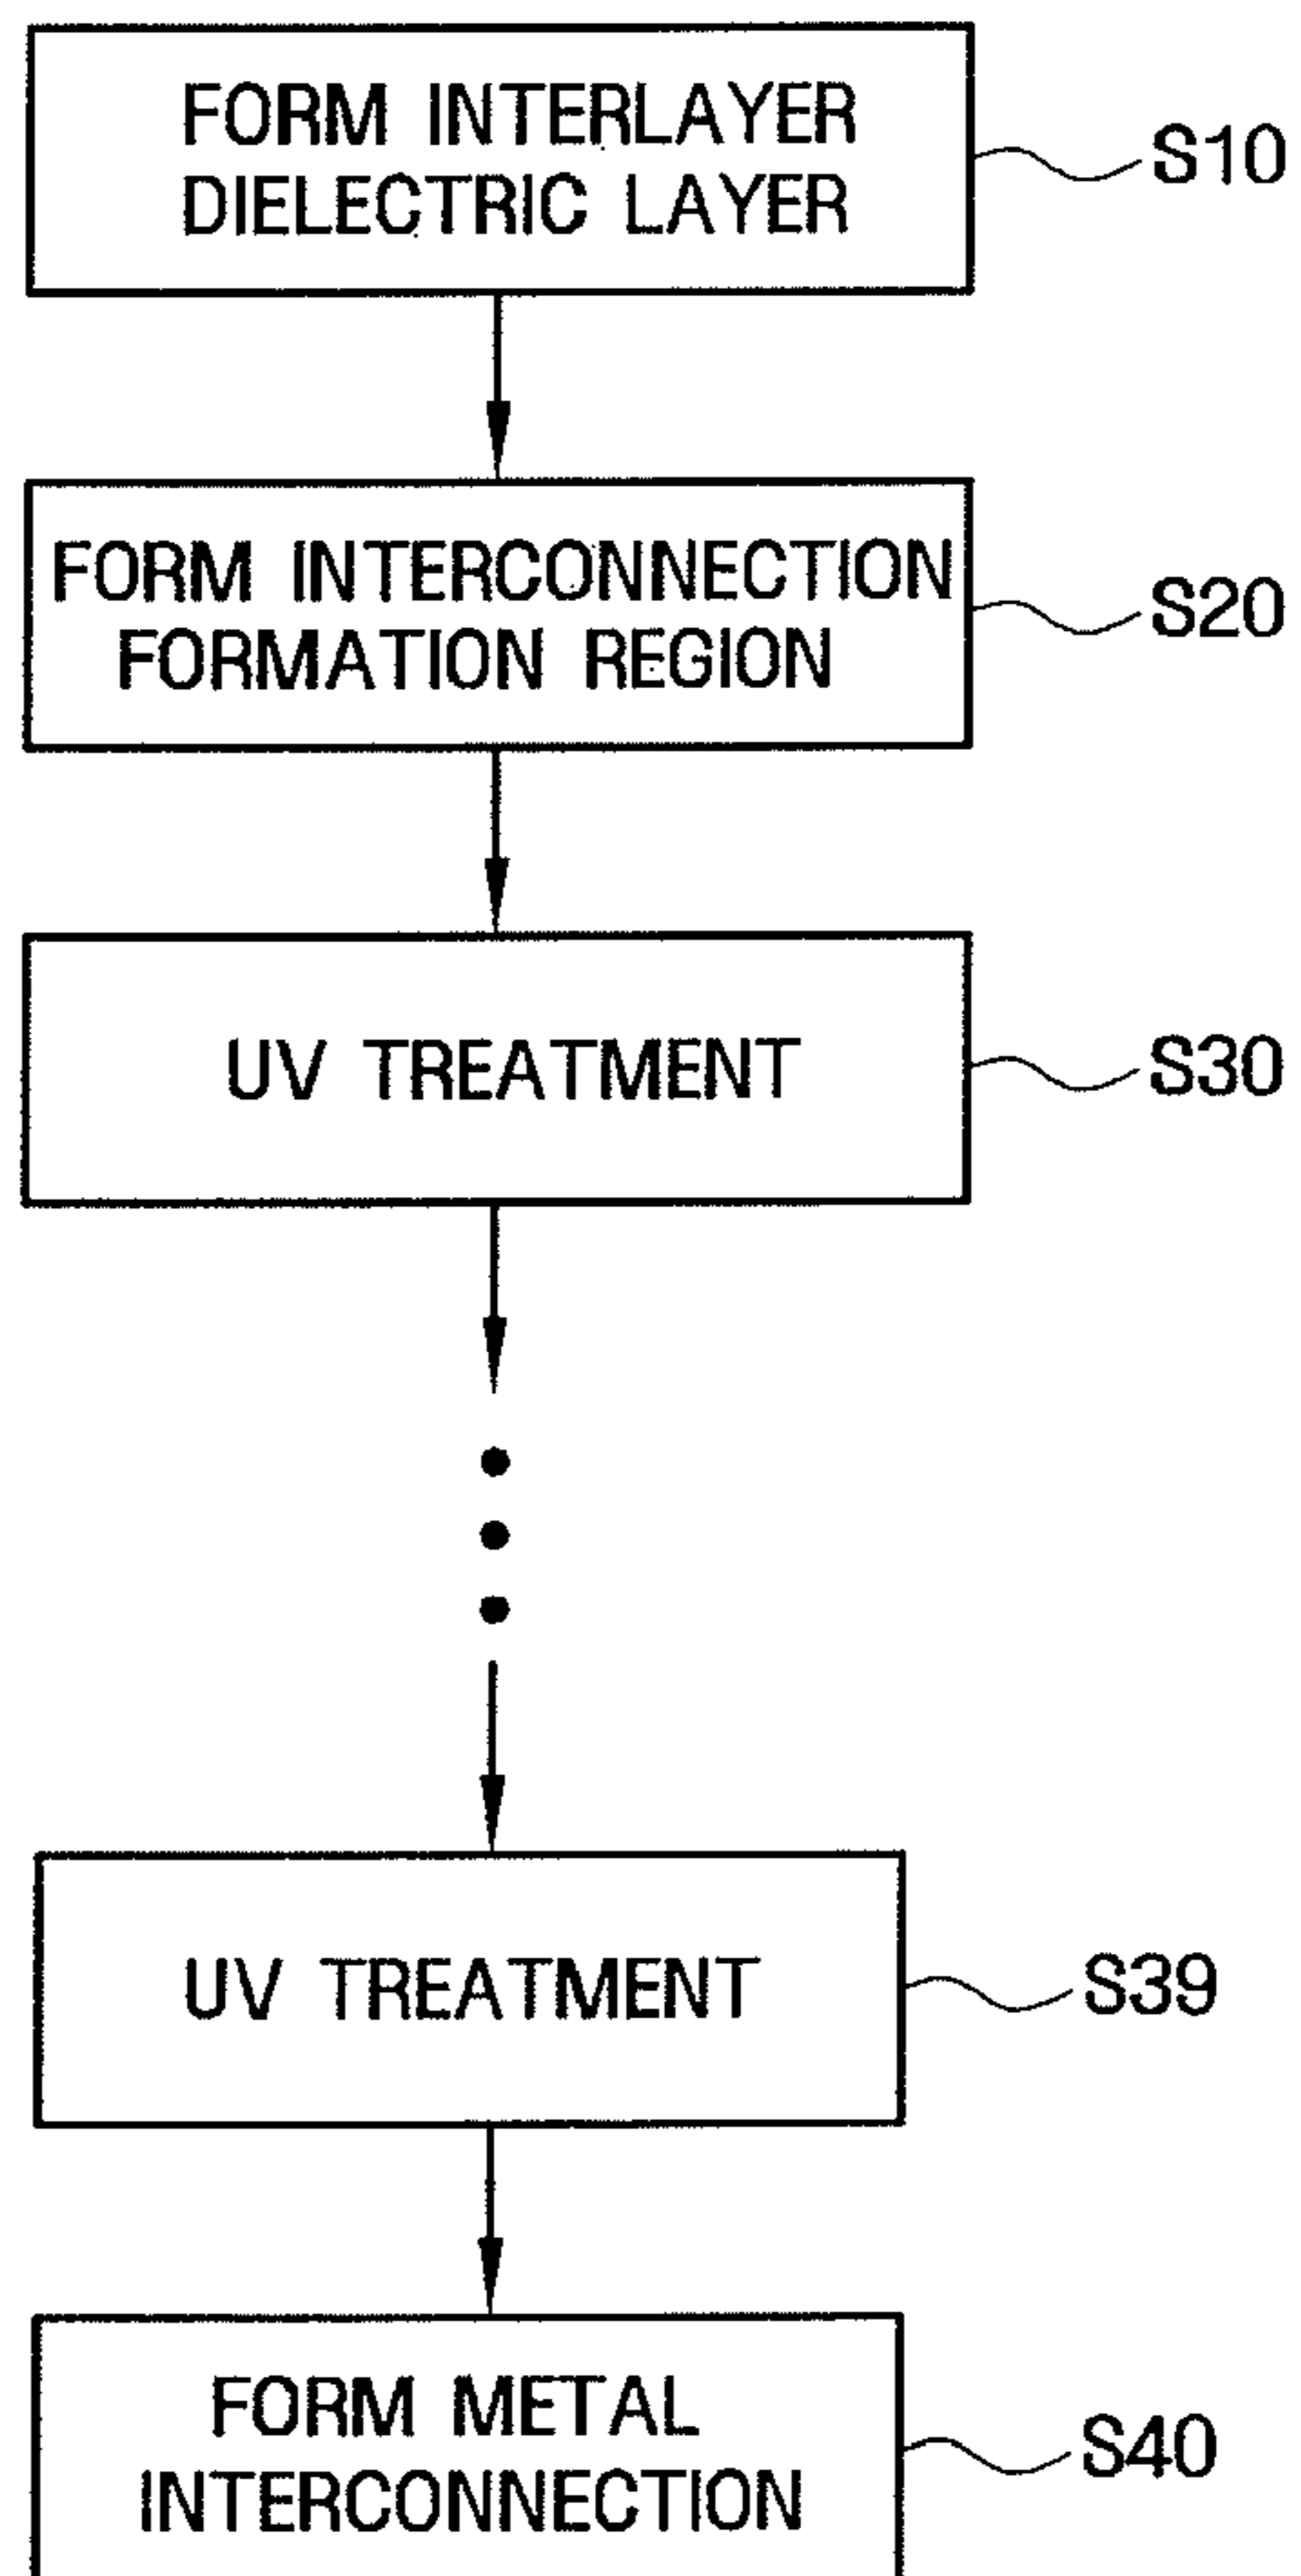 FORM INTERLAYER
DIELECTRIC LAYER
S10
FORM INTERCONNECTION
FORMATION REGION
S20
UV TREATMENT
S30
UV TREATMENT
S39
FORM METAL
INTERCONNECTION
S40